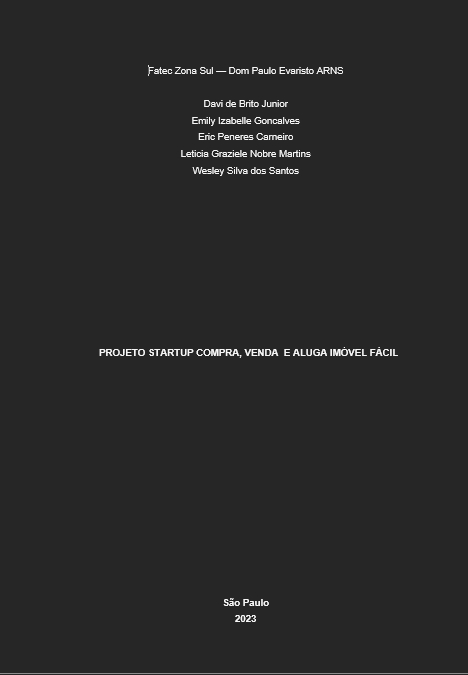 Fatec Zona Sul — Dom Paulo Evaristo ARNS
Davi de Brito Junior
Emily Izabelle Goncalves
Eric Peneres Carneiro
Leticia Graziele Nobre Martins
Wesley Silva dos Santos
PROJETO STARTUP COMPRA, VENDA  E ALUGA IMÓVEL FÁCIL
São Paulo
2023